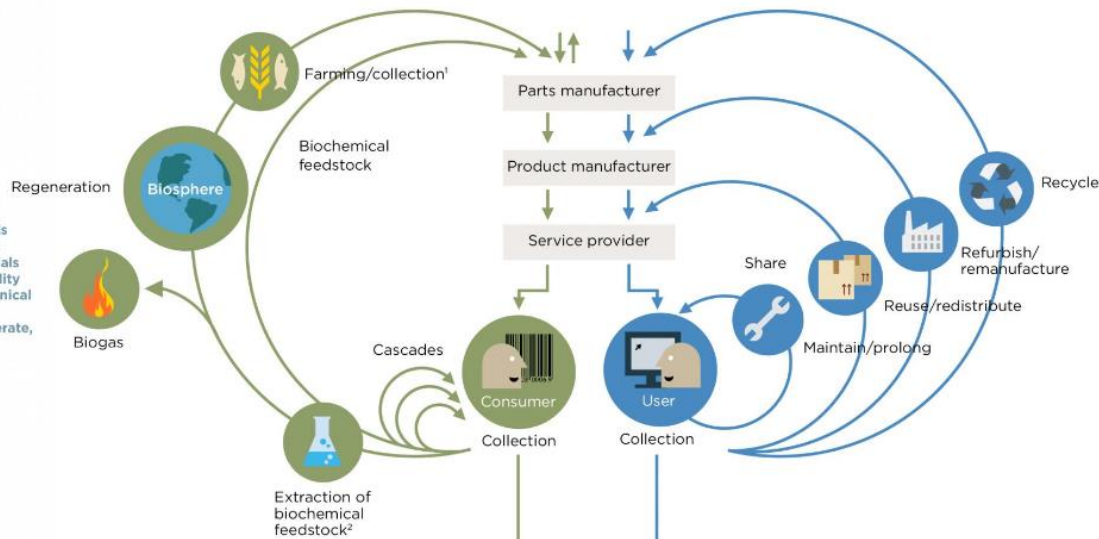 Farming/collection¹
Parts manufacturer
Biochemical
feedstock
Product manufacturer
Regeneration
Biosphere
Recycle
Service provider
Share
Refurbish/
remanufacture
Reuse/redistribute
Biogas
Maintain/prolong
Cascades
Consumer
User
Collection
Collection
Extraction of
biochemical
feedstock²